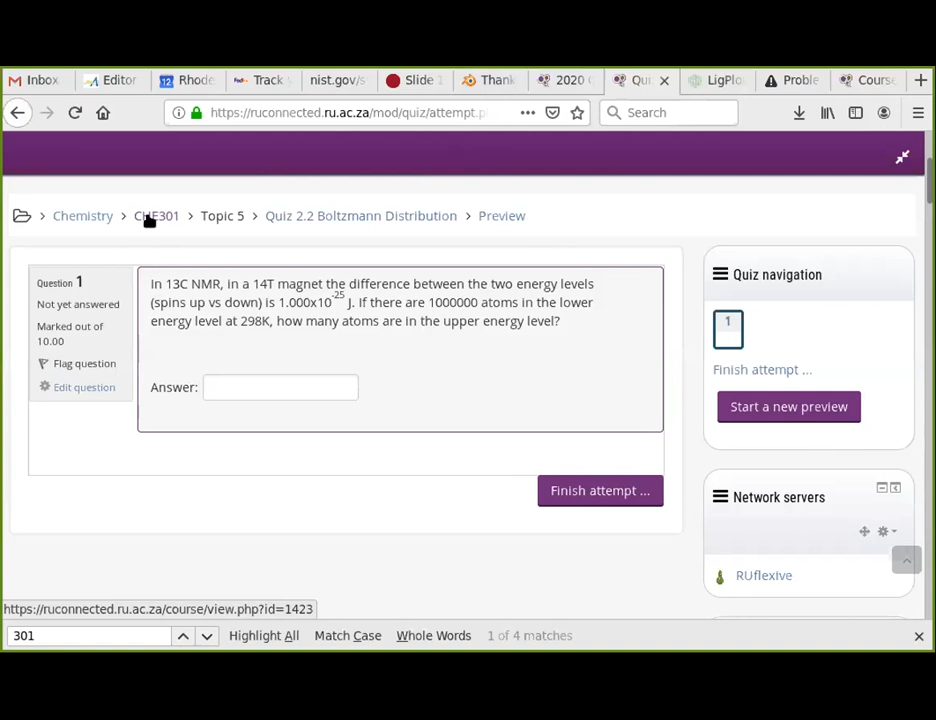 Inbox Editor Rhode Track nist.gov/s Slide 1 Thank 2020 Qui LigPlo Proble Course
https://ruconnected.ru.ac.za/mod/quiz/attempt.p Search
Chemistry > CHE301 > Topic 5 > Quiz 2.2 Boltzmann Distribution > Preview
Question 1
Not yet answered
Marked out of
10.00
Flag question
Edit question
In 13C NMR, in a 14T magnet the difference between the two energy levels
(spins up vs down) is 1.000x10-25 J. If there are 1000000 atoms in the lower
energy level at 298K, how many atoms are in the upper energy level?
Answer:
Finish attempt ...
Quiz navigation
1
Finish attempt ...
Start a new preview
Network servers
RUflexive
https://ruconnected.ru.ac.za/course/view.php?id=1423
301 Highlight All Match Case Whole Words 1 of 4 matches